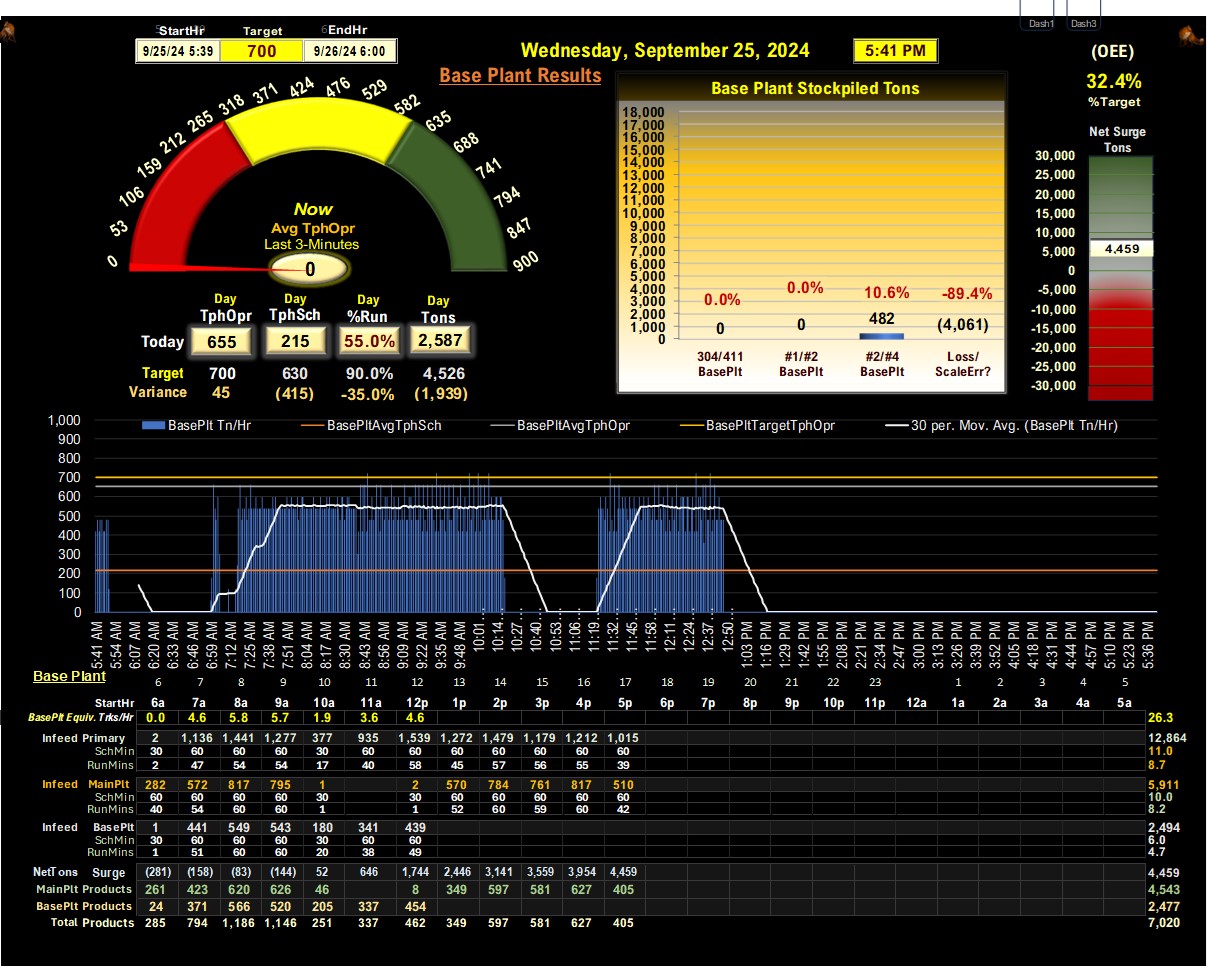 Dash1 Dash3
StartHr Target EndHr
9/25/24 5:39 700 9/26/24 6:00
Wednesday, September 25, 2024 5:41 PM
(OEE)
32.4%
%Target
Base Plant Results
Base Plant Stockpiled Tons
0 53 106 159 212 265 318 371 424 476 529 582 635 688 741 794 847 900
Now
Avg TphOpr
Last 3-Minutes
0
18,000
17,000
16,000
15,000
14,000
13,000
12,000
11,000
10,000
9,000
8,000
7,000
6,000
5,000
4,000
3,000
2,000
1,000
0
0.0% 0.0% 10.6% -89.4%
0 0 482 (4,061)
304/411 #1/#2 #2/#4 Loss/
BasePlt BasePlt BasePlt ScaleErr?
Net Surge
Tons
30,000
25,000
20,000
15,000
10,000
5,000
0
-5,000
-10,000
-15,000
-20,000
-25,000
-30,000
4,459
Day Day Day Day
TphOpr TphSch %Run Tons
Today 655 215 55.0% 2,587
Target 700 630 90.0% 4,526
Variance 45 (415) -35.0% (1,939)
BasePlt Tn/Hr BasePltAvgTphSch BasePltAvgTphOpr BasePltTargetTphOpr 30 per. Mov. Avg. (BasePlt Tn/Hr)
1,000
900
800
700
600
500
400
300
200
100
0
5:41 AM 5:54 AM 6:07 AM 6:20 AM 6:33 AM 6:46 AM 6:59 AM 7:12 AM 7:25 AM 7:38 AM 7:51 AM 8:04 AM 8:17 AM 8:30 AM 8:43 AM 8:56 AM 9:09 AM 9:22 AM 9:35 AM 9:48 AM 10:01... 10:14... 10:27... 10:40... 10:53... 11:06... 11:19... 11:32... 11:45... 11:58... 12:11... 12:24... 12:37... 12:50... 1:03 PM 1:16 PM 1:29 PM 1:42 PM 1:55 PM 2:08 PM 2:21 PM 2:34 PM 2:47 PM 3:00 PM 3:13 PM 3:26 PM 3:39 PM 3:52 PM 4:05 PM 4:18 PM 4:31 PM 4:44 PM 4:57 PM 5:10 PM 5:23 PM 5:36 PM
Base Plant
6 7 8 9 10 11 12 13 14 15 16 17 18 19 20 21 22 23 1 2 3 4 5
StartHr 6a 7a 8a 9a 10a 11a 12p 1p 2p 3p 4p 5p 6p 7p 8p 9p 10p 11p 12a 1a 2a 3a 4a 5a
BasePlt Equiv. Trks/Hr 0.0 4.6 5.8 5.7 1.9 3.6 4.6 26.3
Infeed Primary 2 1,136 1,441 1,277 377 935 1,539 1,272 1,479 1,179 1,212 1,015 12,864
SchMin 30 60 60 60 30 60 60 60 60 60 60 60 11.0
RunMins 2 47 54 54 17 40 58 45 57 56 55 39 8.7
Infeed MainPlt 282 572 817 795 1 2 570 784 761 817 510 5,911
SchMin 60 60 60 60 30 30 60 60 60 60 60 10.0
RunMins 40 54 60 60 1 1 52 60 59 60 42 8.2
Infeed BasePlt 1 441 549 543 180 341 439 2,494
SchMin 30 60 60 60 30 60 60 6.0
RunMins 1 51 60 60 20 38 49 4.7
NetTons Surge (281) (158) (83) (144) 52 646 1,744 2,446 3,141 3,559 3,954 4,459 4,459
MainPlt Products 261 423 620 626 46 8 349 597 581 627 405 4,543
BasePlt Products 24 371 566 520 205 337 454 2,477
Total Products 285 794 1,186 1,146 251 337 462 349 597 581 627 405 7,020